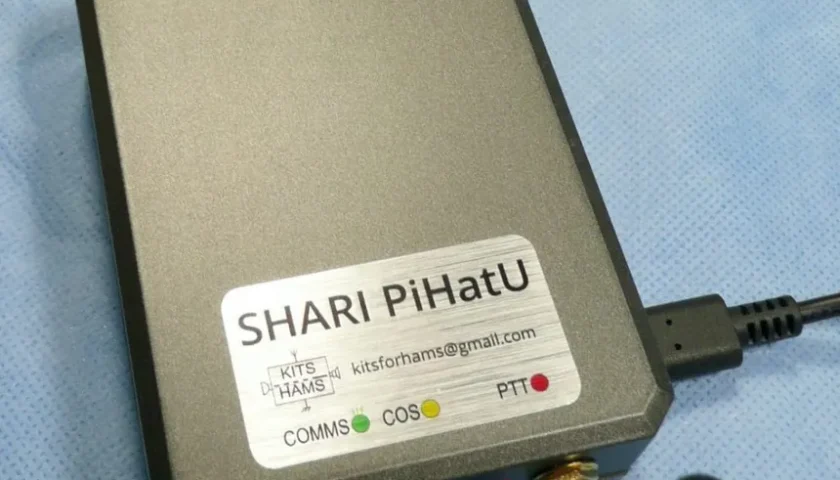 SHARI PiHatU
kitsforhams@gmail.com
KITS
HAMS
COMMS COS PTT